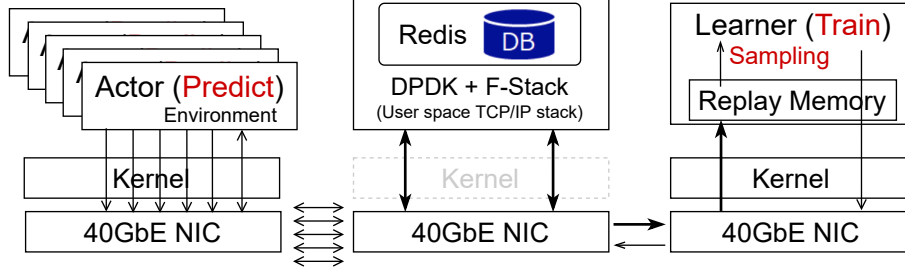 Actor (Predict)
Environment
Kernel
40GbE NIC
Redis
DB
DPDK + F-Stack
(User space TCP/IP stack)
Kernel
40GbE NIC
Learner (Train)
Sampling
Replay Memory
Kernel
40GbE NIC